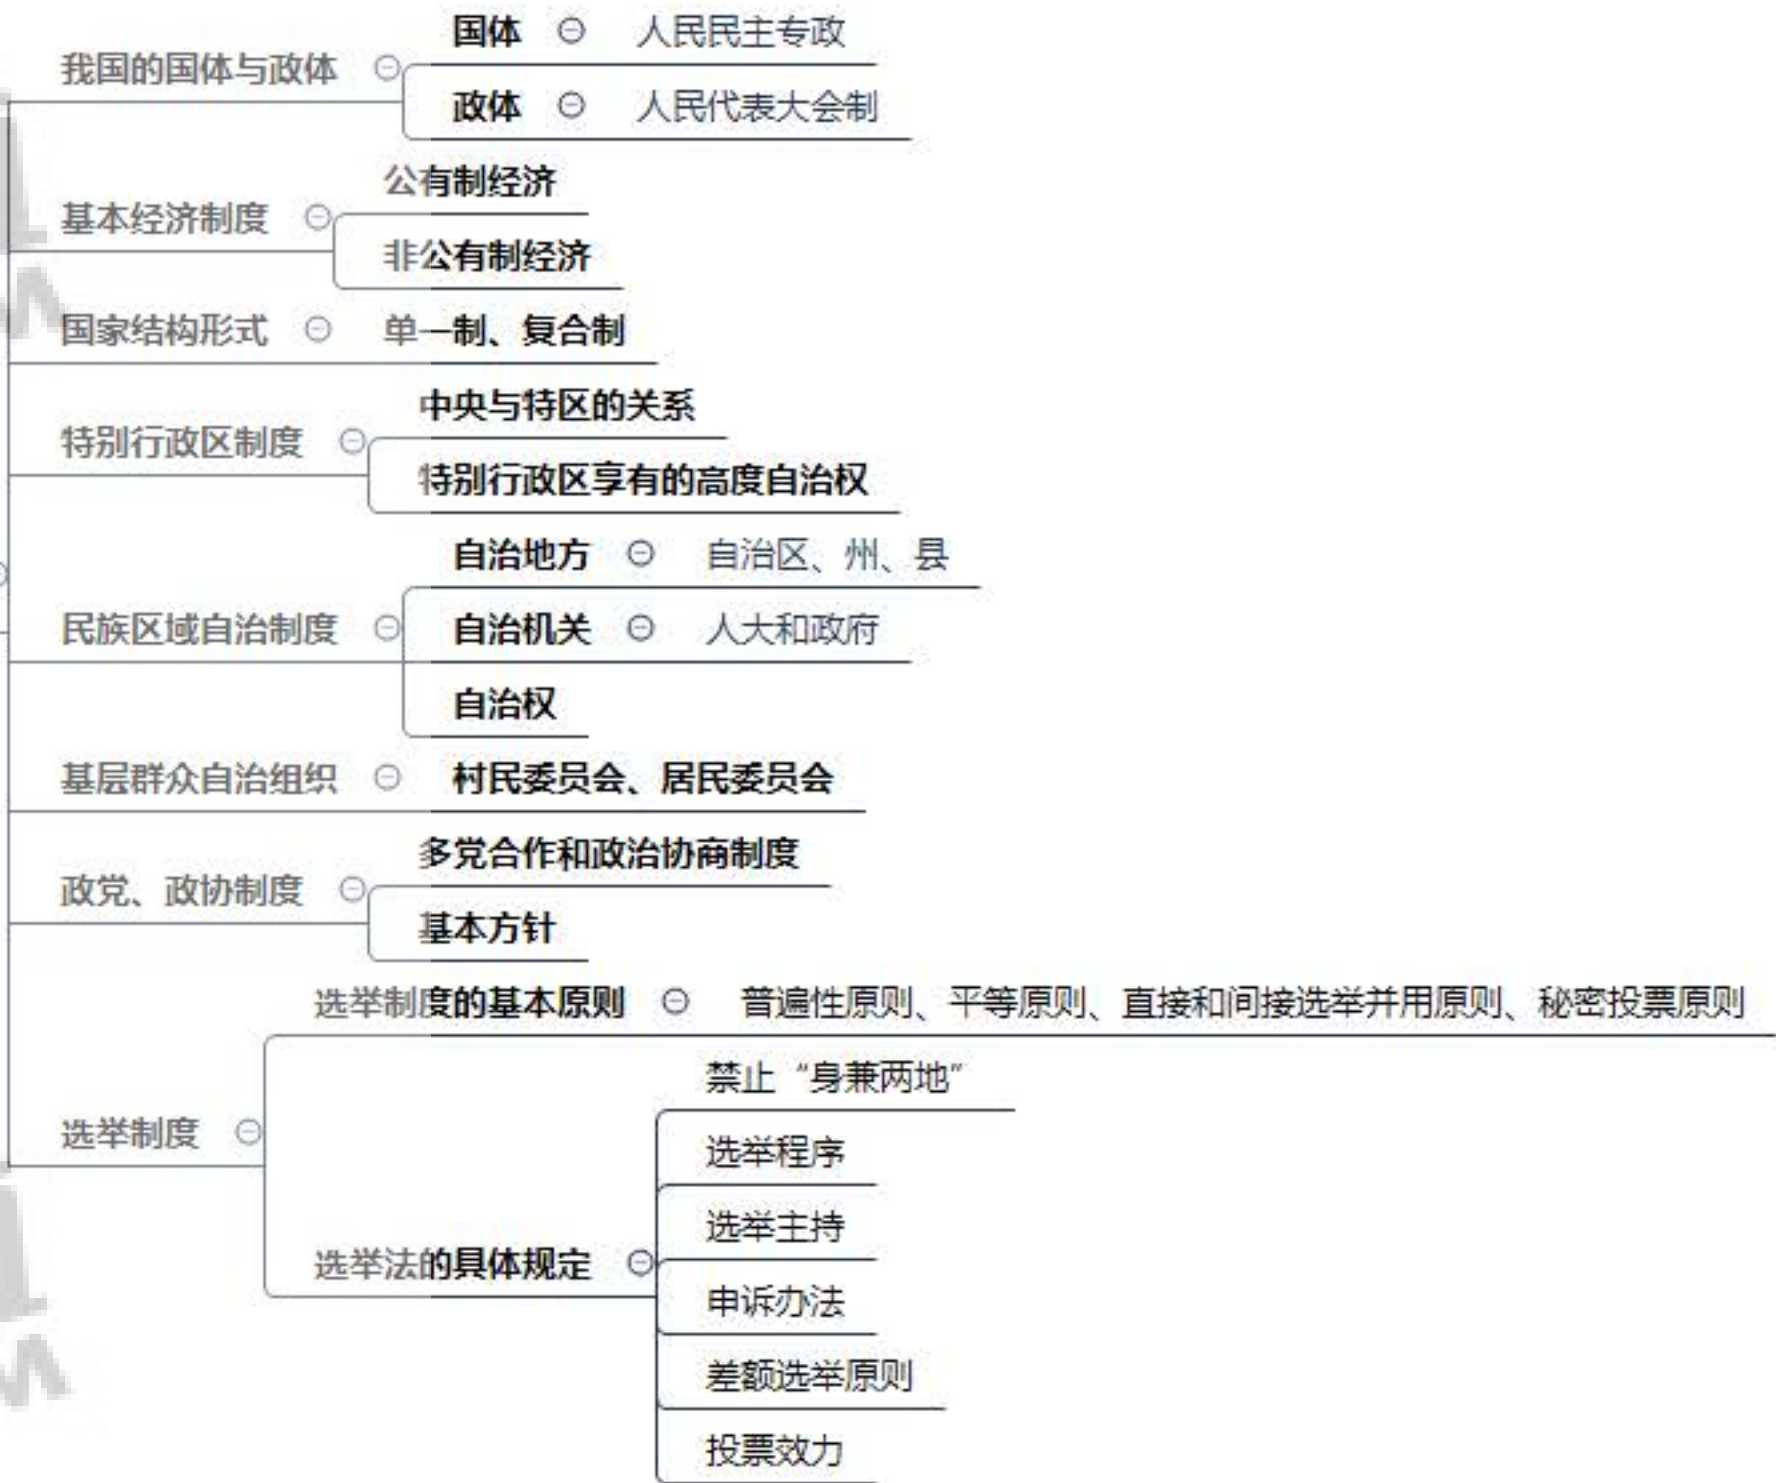 国体 人民民主专政
我国的国体与政体
政体 人民代表大会制
公有制经济
基本经济制度
非公有制经济
国家结构形式 单一制、复合制
中央与特区的关系
特别行政区制度
特别行政区享有的高度自治权
自治地方 自治区、州、县
民族区域自治制度 自治机关 人大和政府
自治权
基层群众自治组织 村民委员会、居民委员会
多党合作和政治协商制度
政党、政协制度
基本方针
选举制度的基本原则 普遍性原则、平等原则、直接和间接选举并用原则、秘密投票原则
禁止“身兼两地”
选举制度
选举程序
选举主持
选举法的具体规定
申诉办法
差额选举原则
投票效力